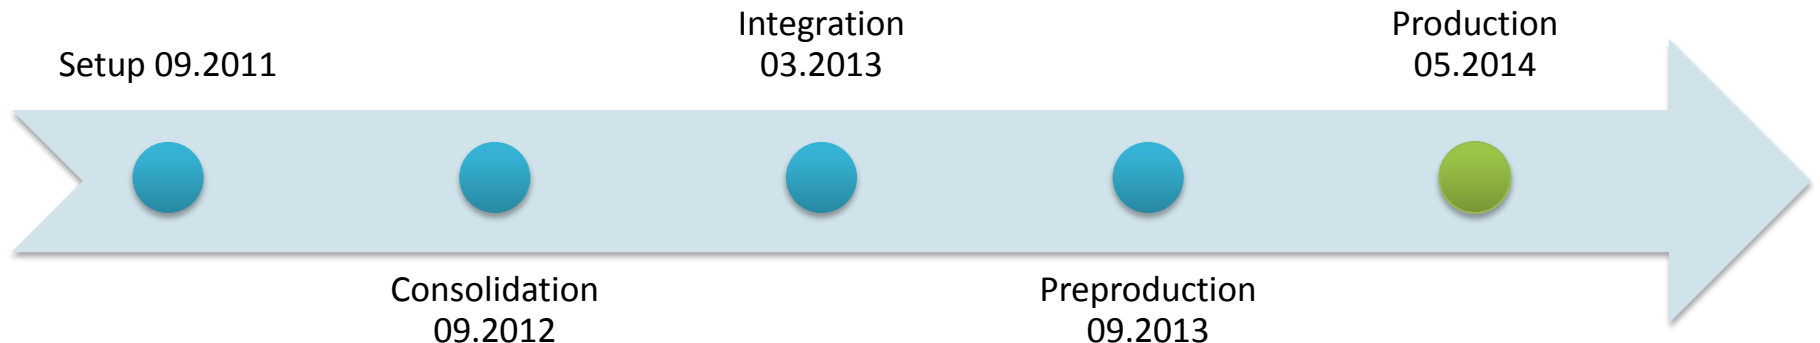 Setup 09.2011
Consolidation
09.2012
Integration
03.2013
Preproduction
09.2013
Production
05.2014